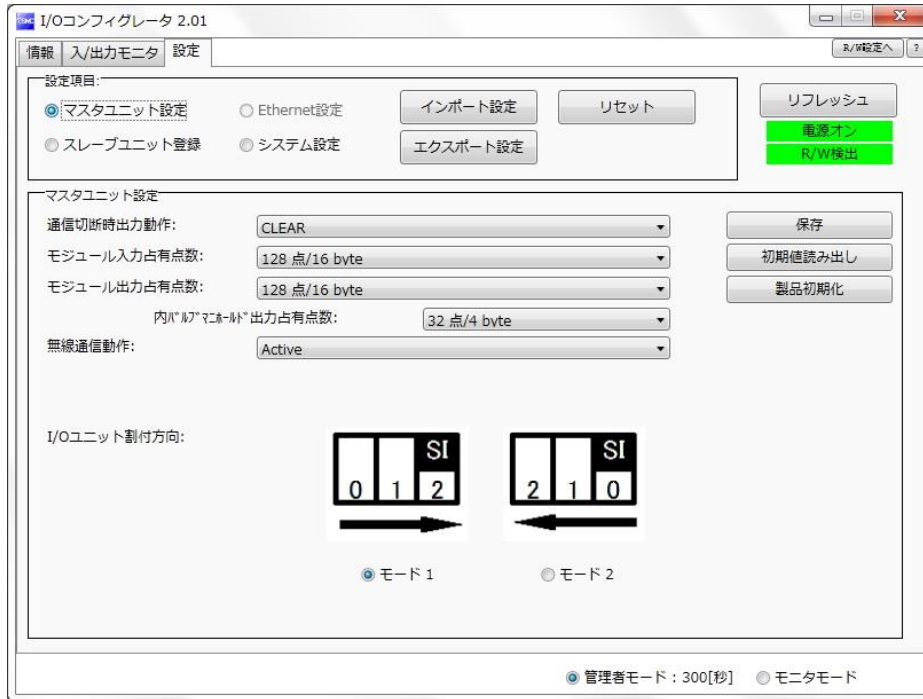 SMC I/Oコンフィグレータ 2.01
情報 入/出力モニタ 設定 R/W設定へ ?
設定項目:
マスタユニット設定 Ethernet設定 インポート設定 リセット リフレッシュ
電源オン
スレーブユニット登録 システム設定 エクスポート設定 R/W検出
マスタユニット設定
通信切断時出力動作: CLEAR 保存
モジュール入力占有点数: 128 点/16 byte 初期値読み出し
モジュール出力占有点数: 128 点/16 byte 製品初期化
内ﾊﾞﾙﾌﾞﾏﾆﾎｰﾙﾄﾞ出力占有点数: 32 点/4 byte
無線通信動作: Active
I/Oユニット割付方向:
SI SI
0 1 2 2 1 0
モード 1 モード 2
管理者モード : 300[秒] モニタモード